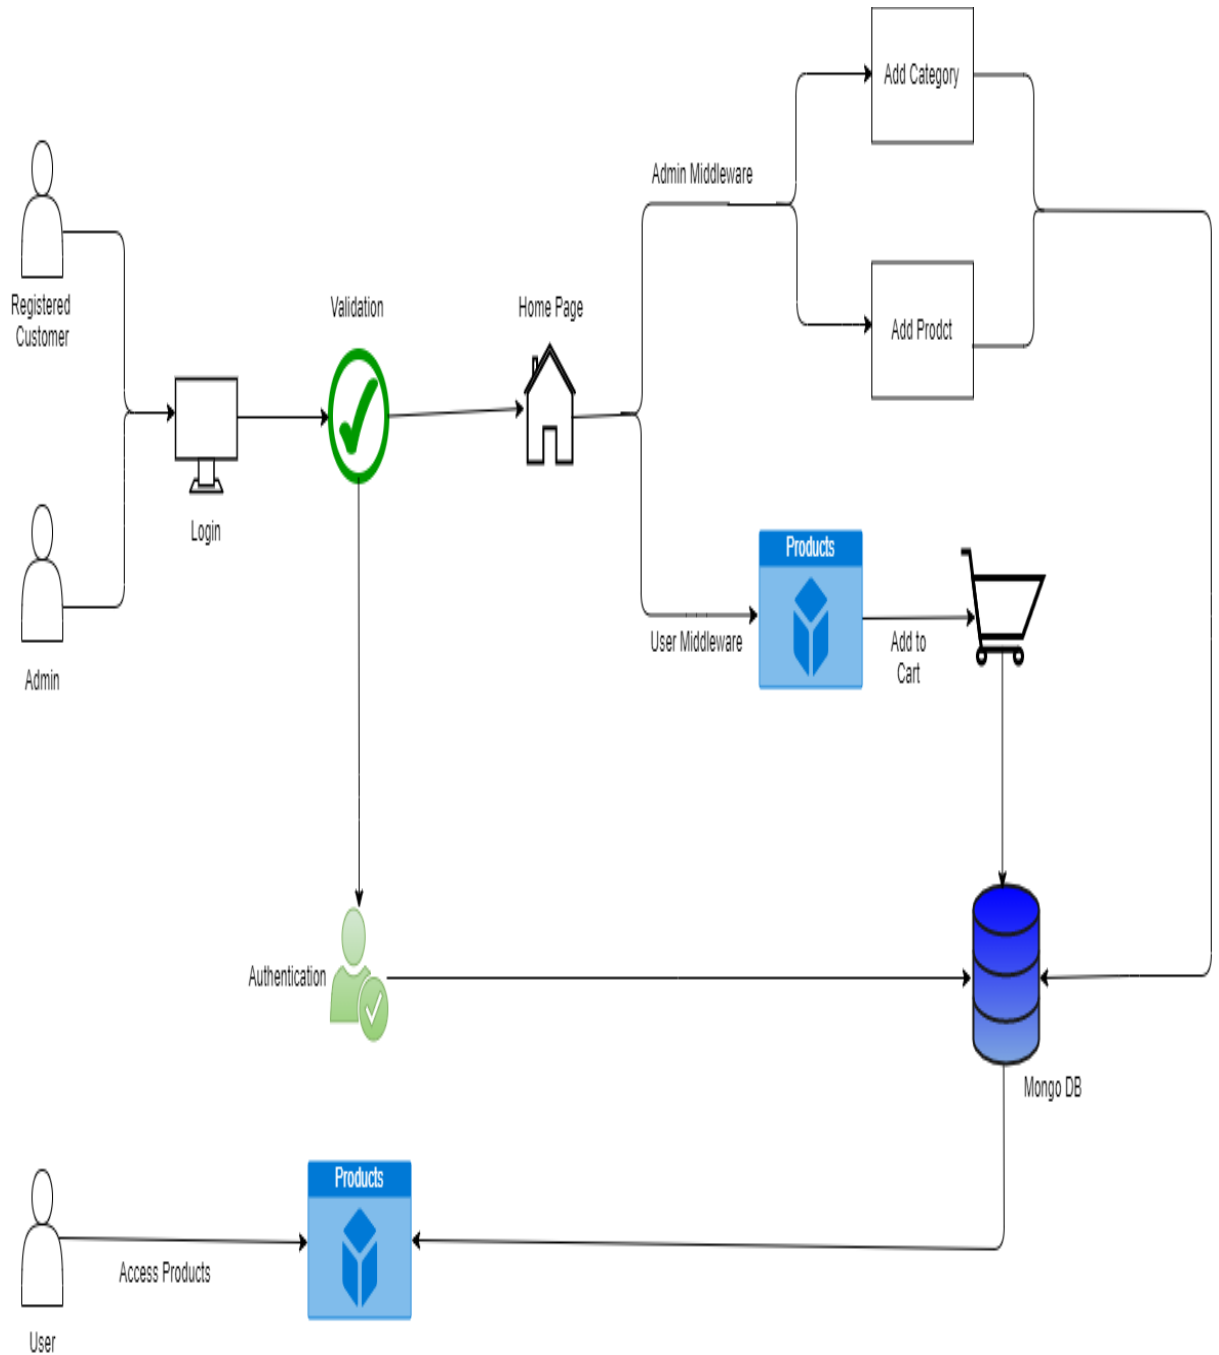 Add Category
Admin Middleware
Registered
Customer
Validation
Home Page
Add Prodct
Login
Products
User Middleware
Add to
Cart
Admin
Authentication
Mongo DB
Products
Access Products
User